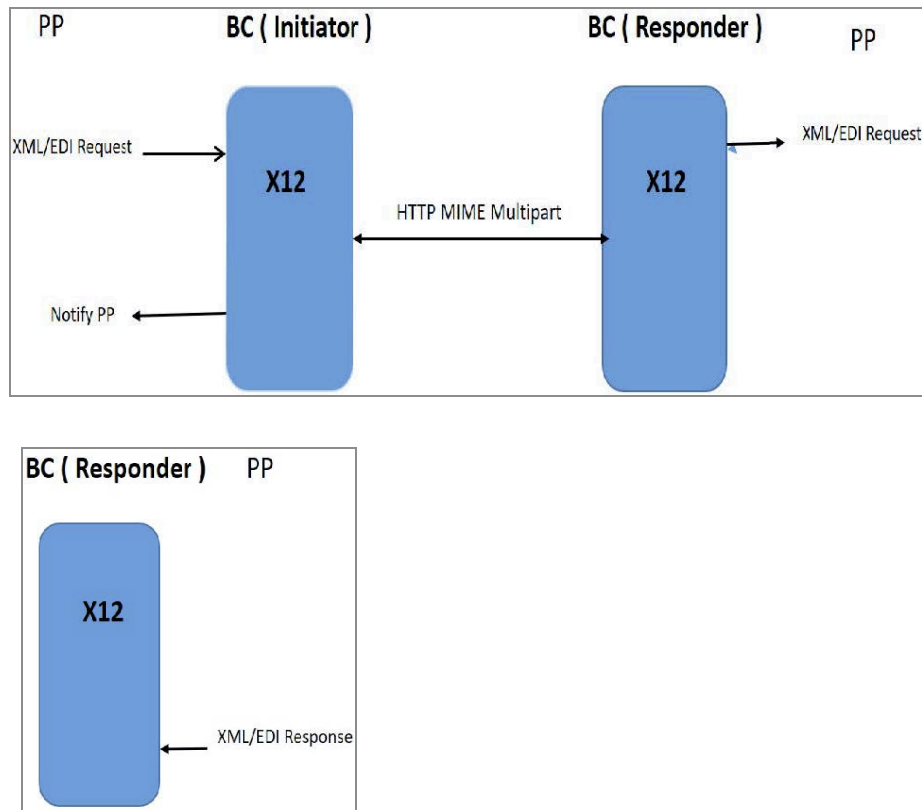 PP
BC ( Initiator )
BC ( Responder )
PP
XML/EDI Request
XML/EDI Request
X12
X12
HTTP MIME Multipart
Notify PP
BC ( Responder )
PP
X12
XML/EDI Response